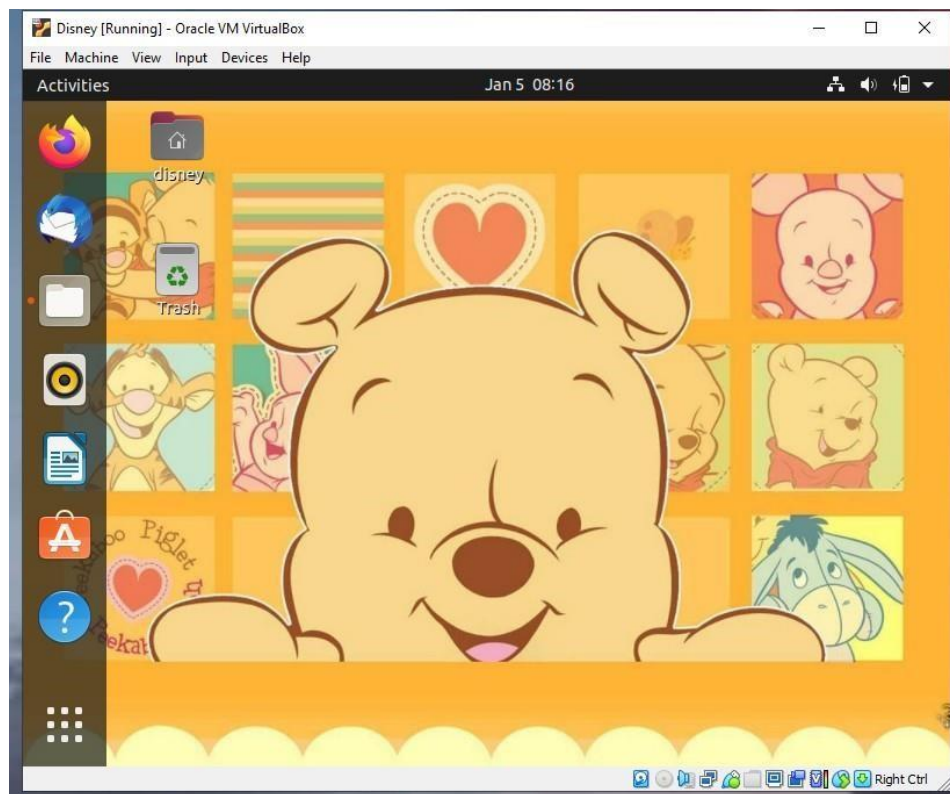 Disney [Running] - Oracle VM VirtualBox
File Machine View Input Devices Help
Activities
Jan 5 08:16
disney
Trash
Piglet
Right Ctrl